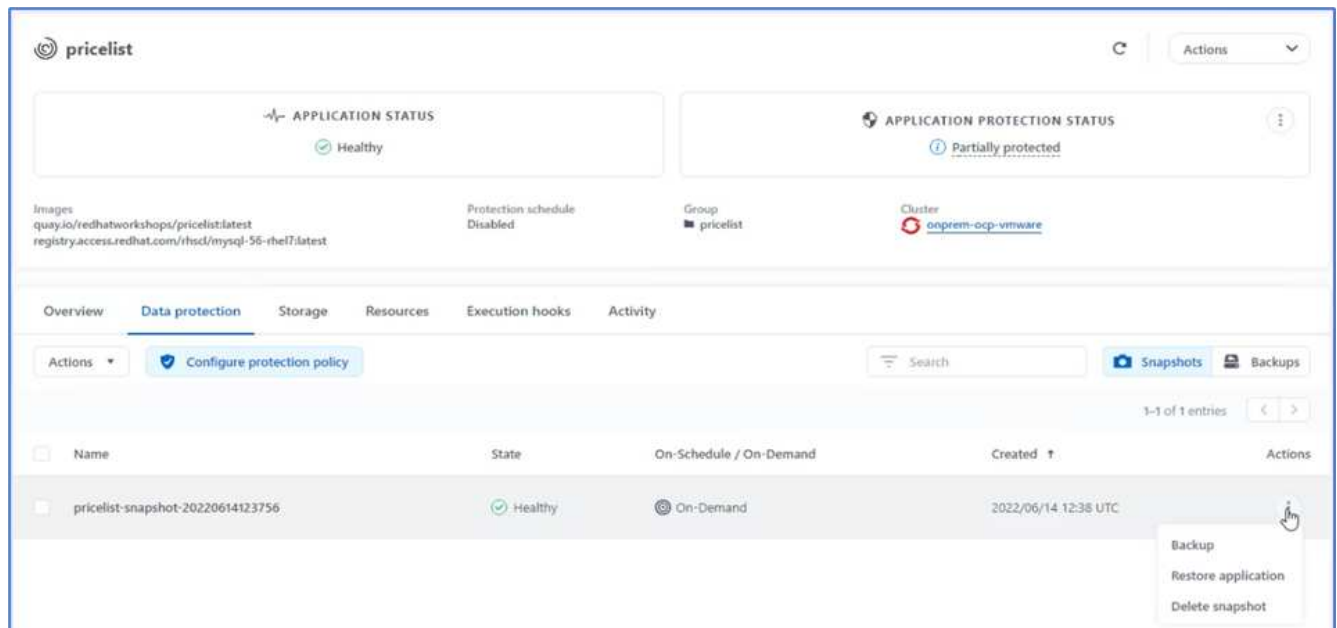 pricelist
Actions
APPLICATION STATUS
Healthy
APPLICATION PROTECTION STATUS
Partially protected
Images
quay.io/redhatworkshops/pricelist:latest
registry.access.redhat.com/rhscl/mysql-56-rhel7:latest
Protection schedule
Disabled
Group
pricelist
Cluster
onprem-ocp-vmware
Overview Data protection Storage Resources Execution hooks Activity
Actions Configure protection policy Search Snapshots Backups
1-1 of 1 entries
Name State On-Schedule / On-Demand Created ↑ Actions
pricelist-snapshot-20220614123756 Healthy On-Demand 2022/06/14 12:38 UTC
Backup
Restore application
Delete snapshot